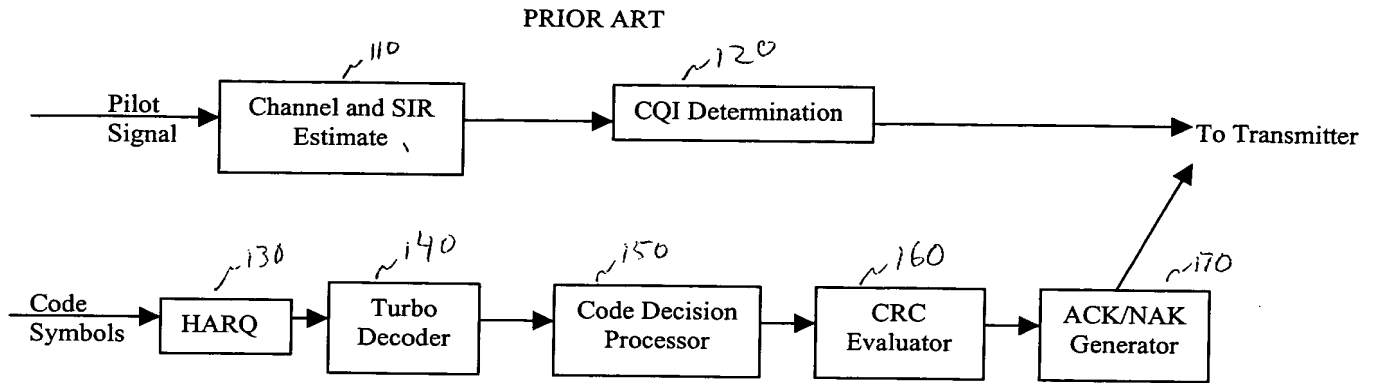 PRIOR ART
110
120
Pilot
Signal
Channel and SIR
Estimate
CQI Determination
To Transmitter
130
140
150
160
170
Code
Symbols
HARQ
Turbo
Decoder
Code Decision
Processor
CRC
Evaluator
ACK/NAK
Generator